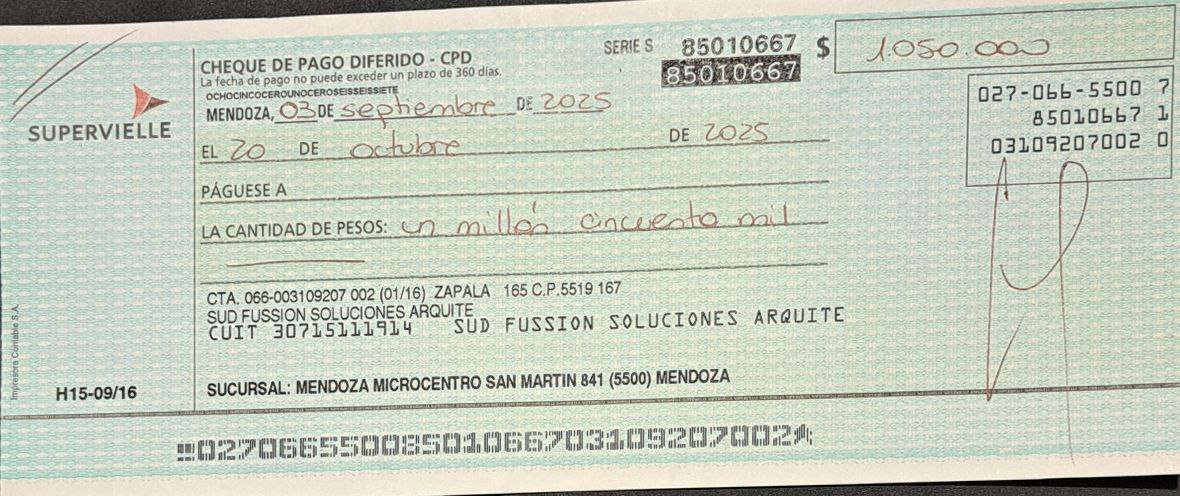 CHEQUE DE PAGO DIFERIDO - CPD
La fecha de pago no puede exceder un plazo de 360 días.
OCHOCINCOCEROUNOCEROSEISSEISSIETE
SERIE S 85010667 $ 1.050.000
85010667
MENDOZA, 03 DE septiembre DE 2025
027-066-5500 7
85010667 1
03109207002 0
SUPERVIELLE
EL 20 DE octubre DE 2025
PÁGUESE A
LA CANTIDAD DE PESOS: un millón cincuenta mil
CTA. 066-003109207 002 (01/16) ZAPALA 165 C.P.5519 167
SUD FUSSION SOLUCIONES ARQUITE
CUIT 30715111914 SUD FUSSION SOLUCIONES ARQUITE
Impresora Contable S.A.
H15-09/16
SUCURSAL: MENDOZA MICROCENTRO SAN MARTIN 841 (5500) MENDOZA
02706655008501066703109207002